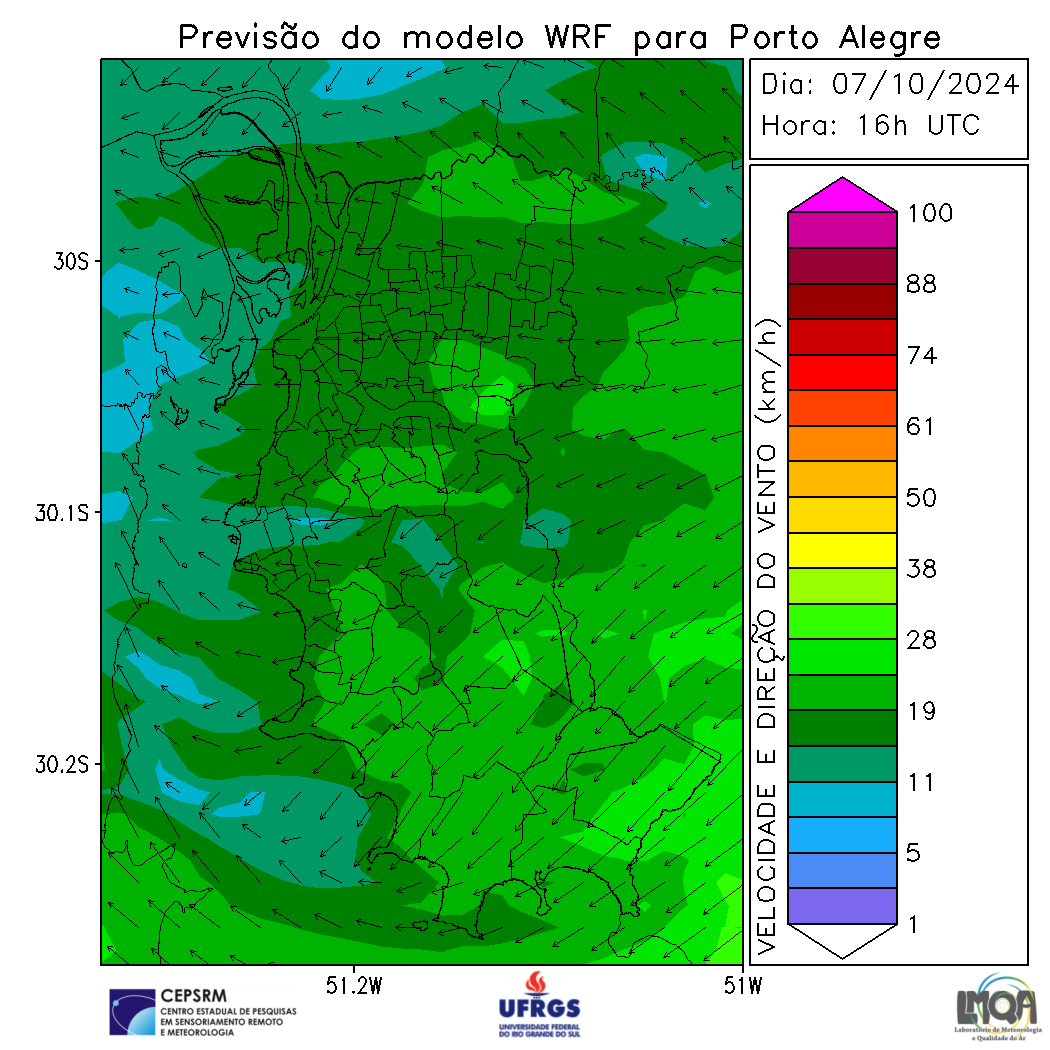 Previsão do modelo WRF para Porto Alegre
Dia: 07/10/2024
Hora: 16h UTC
30S
30.1S
30.2S
51.2W
51W
VELOCIDADE E DIREÇÃO DO VENTO (km/h)
100
88
74
61
50
38
28
19
11
5
1
CEPSRM
CENTRO ESTADUAL DE PESQUISAS
EM SENSORIAMENTO REMOTO
E METEOROLOGIA
UFRGS
UNIVERSIDADE FEDERAL
DO RIO GRANDE DO SUL
LMQA
Laboratório de Meteorologia
e Qualidade do Ar